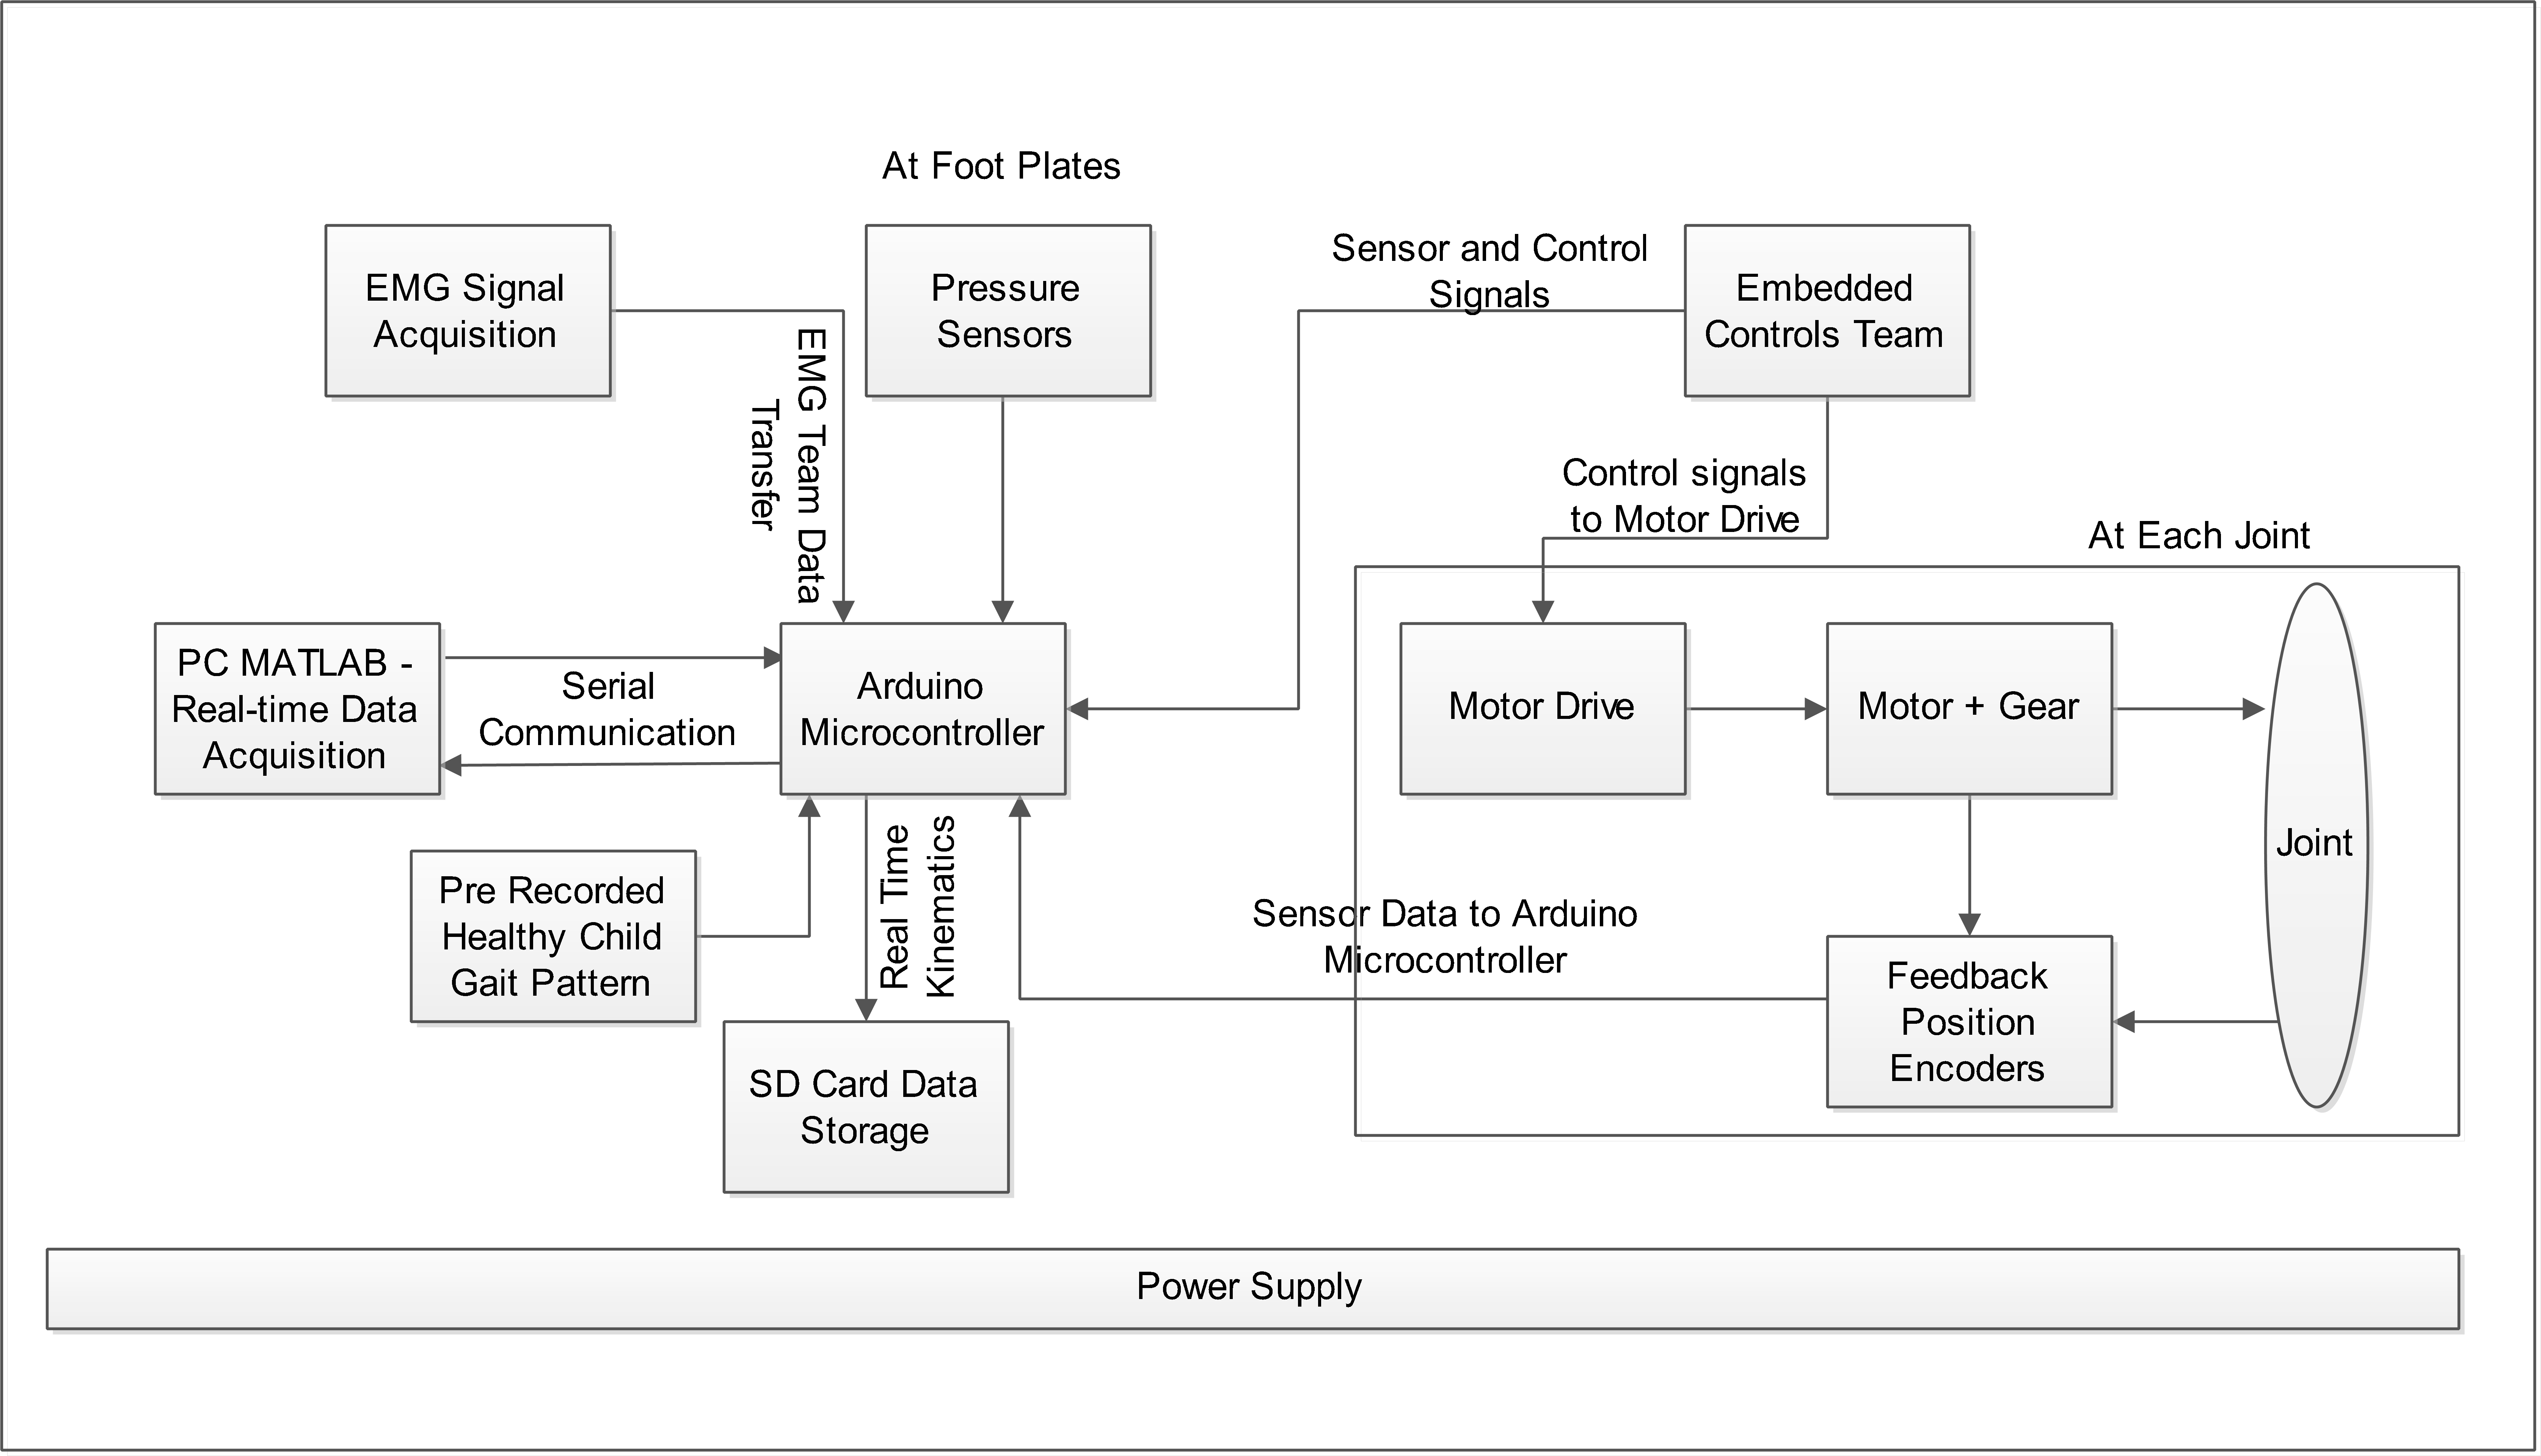 At Foot Plates
EMG Signal
Acquisition
Pressure
Sensors
Sensor and Control
Signals
Embedded
Controls Team
EMG Team Data
Transfer
Control signals
to Motor Drive
At Each Joint
PC MATLAB -
Real-time Data
Acquisition
Serial
Communication
Arduino
Microcontroller
Motor Drive
Motor + Gear
Joint
Pre Recorded
Healthy Child
Gait Pattern
Real Time
Kinematics
Sensor Data to Arduino
Microcontroller
Feedback
Position
Encoders
SD Card Data
Storage
Power Supply